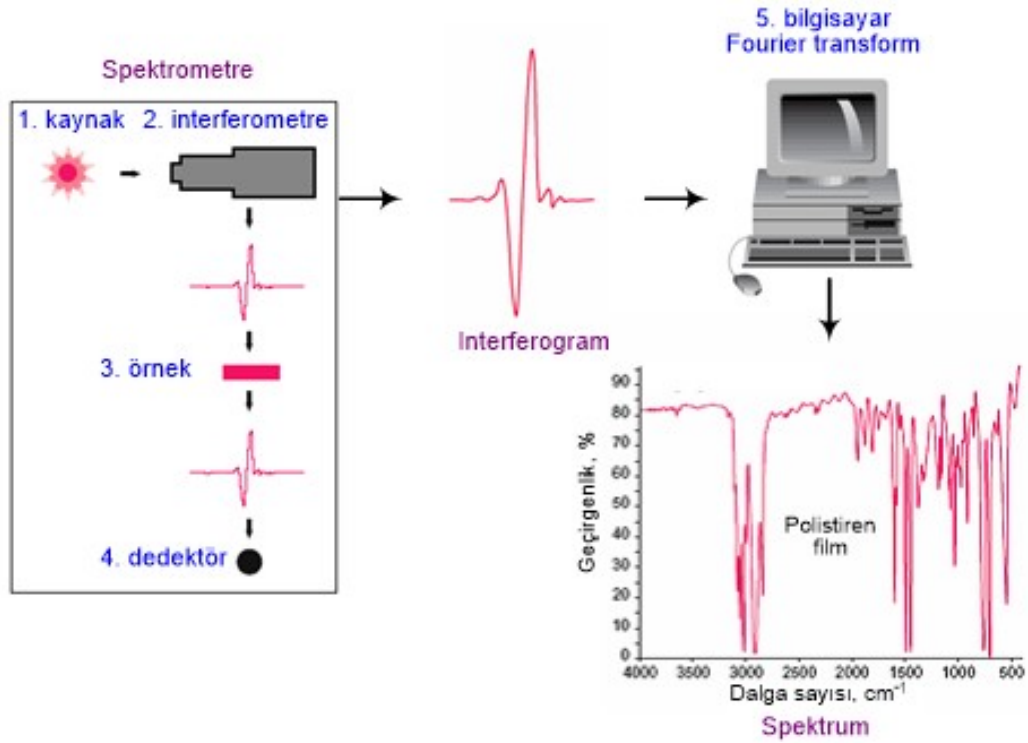 Spektrometre
1. kaynak 2. interferometre
3. örnek
4. dedektör
Interferogram
5. bilgisayar
Fourier transform
Geçirgenlik, %
90
80
70
60
50
40
30
20
10
0
Polistiren
film
4000 3500 3000 2500 2000 1500 1000 500
Dalga sayısı, cm⁻¹
Spektrum